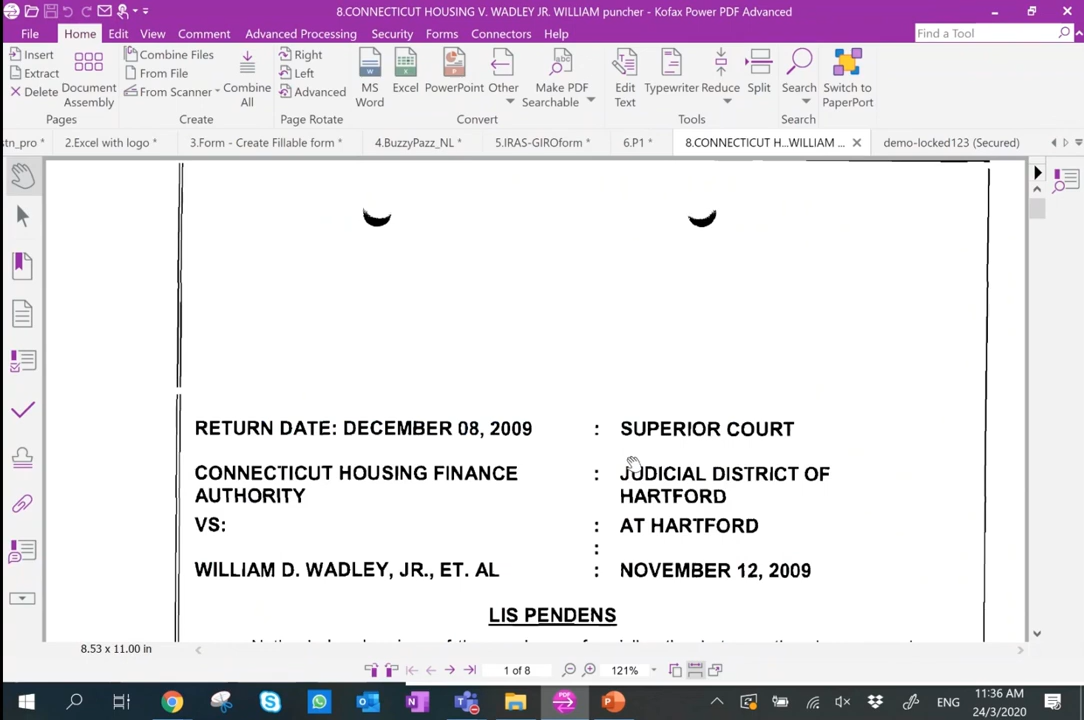 8.CONNECTICUT HOUSING V. WADLEY JR. WILLIAM puncher - Kofax Power PDF Advanced
File Home Edit View Comment Advanced Processing Security Forms Connectors Help Find a Tool
Insert
Extract
Delete
Document Assembly
Pages
Combine Files
From File
From Scanner
Combine All
Create
Right
Left
Advanced
Page Rotate
MS Word
Excel
PowerPoint
Other
Make PDF Searchable
Convert
Edit Text
Typewriter
Reduce
Split
Tools
Search
Search
Switch to PaperPort
stn_pro * 2.Excel with logo * 3.Form - Create Fillable form * 4.BuzzyPazz_NL * 5.IRAS-GIROform * 6.P1 * 8.CONNECTICUT H...WILLIAM ... demo-locked123 (Secured)
RETURN DATE: DECEMBER 08, 2009 : SUPERIOR COURT
CONNECTICUT HOUSING FINANCE : JUDICIAL DISTRICT OF
AUTHORITY HARTFORD
VS: : AT HARTFORD
:
WILLIAM D. WADLEY, JR., ET. AL : NOVEMBER 12, 2009
LIS PENDENS
8.53 x 11.00 in
1 of 8 121%
ENG
11:36 AM
24/3/2020